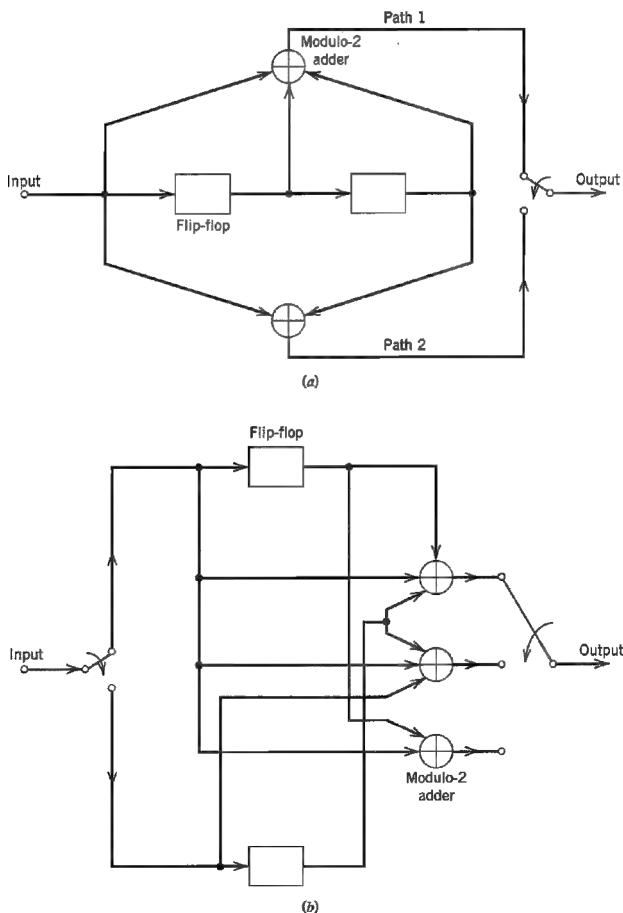 Path 1
Modulo-2
adder
Input
Output
Flip-flop
Path 2
(a)
Flip-flop
Input
Output
Modulo-2
adder
(b)